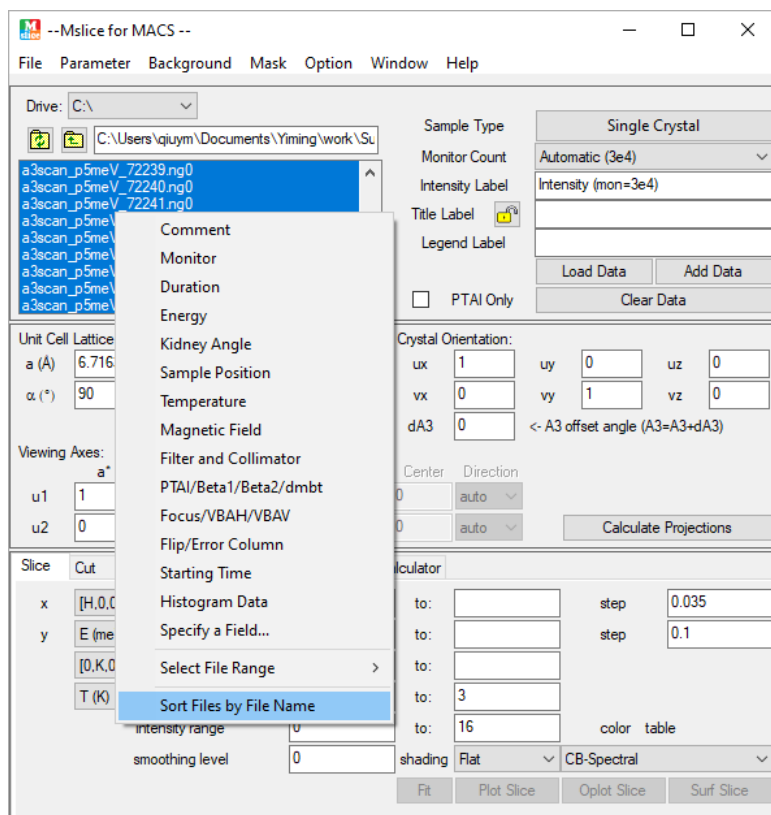 --Mslice for MACS --
File Parameter Background Mask Option Window Help
Drive: C:\
C:\Users\qiuym\Documents\Yiming\work\Su
a3scan_p5meV_72239.ng0
a3scan_p5meV_72240.ng0
a3scan_p5meV_72241.ng0
a3scan_p5me
a3scan_p5me
a3scan_p5me
a3scan_p5me
a3scan_p5me
a3scan_p5me
Sample Type Single Crystal
Monitor Count Automatic (3e4)
Intensity Label Intensity (mon=3e4)
Title Label
Legend Label
Load Data Add Data
PTAI Only Clear Data
Comment
Monitor
Duration
Energy
Kidney Angle
Sample Position
Temperature
Magnetic Field
Filter and Collimator
PTAI/Beta1/Beta2/dmbt
Focus/VBAH/VBAV
Flip/Error Column
Starting Time
Histogram Data
Specify a Field...
Select File Range
Sort Files by File Name
Unit Cell Lattice
a (Å) 6.716
α (°) 90
Crystal Orientation:
ux 1 uy 0 uz 0
vx 0 vy 1 vz 0
dA3 0 <- A3 offset angle (A3=A3+dA3)
Viewing Axes:
a* Center Direction
u1 1 0 auto
u2 0 0 auto Calculate Projections
Slice Cut lculator
x [H,0,0 to: step 0.035
y E (me to: step 0.1
[0,K,0 to:
T (K) to: 3
intensity range 0 to: 16 color table
smoothing level 0 shading Flat CB-Spectral
Fit Plot Slice Oplot Slice Surf Slice